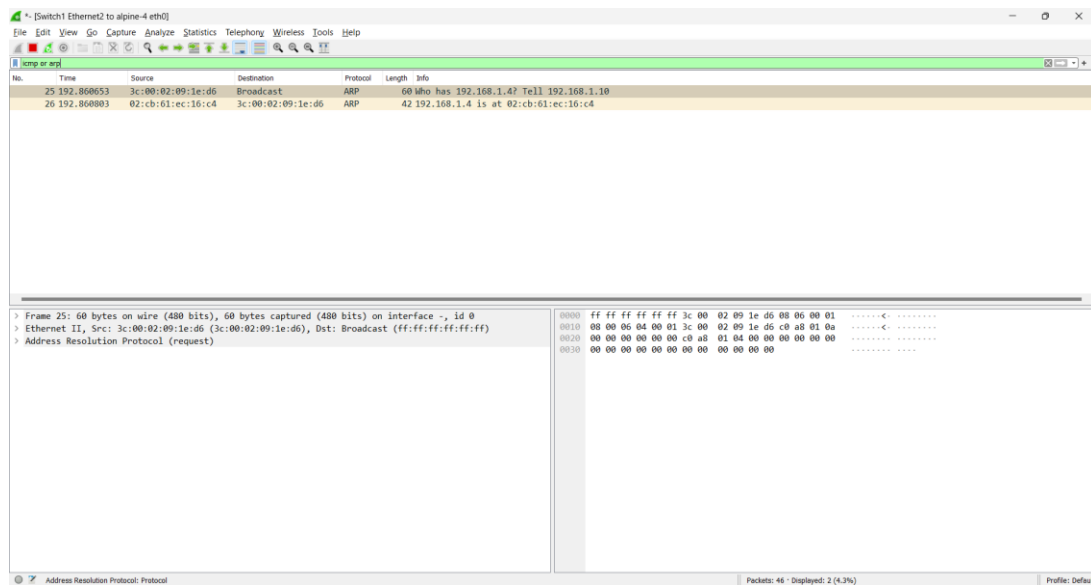 *- [Switch1 Ethernet2 to alpine-4 eth0]
File Edit View Go Capture Analyze Statistics Telephony Wireless Tools Help
icmp or arp
No. Time Source Destination Protocol Length Info
25 192.860653 3c:00:02:09:1e:d6 Broadcast ARP 60 Who has 192.168.1.4? Tell 192.168.1.10
26 192.860803 02:cb:61:ec:16:c4 3c:00:02:09:1e:d6 ARP 42 192.168.1.4 is at 02:cb:61:ec:16:c4
> Frame 25: 60 bytes on wire (480 bits), 60 bytes captured (480 bits) on interface -, id 0
> Ethernet II, Src: 3c:00:02:09:1e:d6 (3c:00:02:09:1e:d6), Dst: Broadcast (ff:ff:ff:ff:ff:ff)
> Address Resolution Protocol (request)
0000 ff ff ff ff ff ff 3c 00 02 09 1e d6 08 06 00 01 ······<· ········
0010 08 00 06 04 00 01 3c 00 02 09 1e d6 c0 a8 01 0a ······<· ········
0020 00 00 00 00 00 00 c0 a8 01 04 00 00 00 00 00 00 ········ ········
0030 00 00 00 00 00 00 00 00 00 00 00 00 ········ ····
Address Resolution Protocol: Protocol
Packets: 46 · Displayed: 2 (4.3%)
Profile: Defau